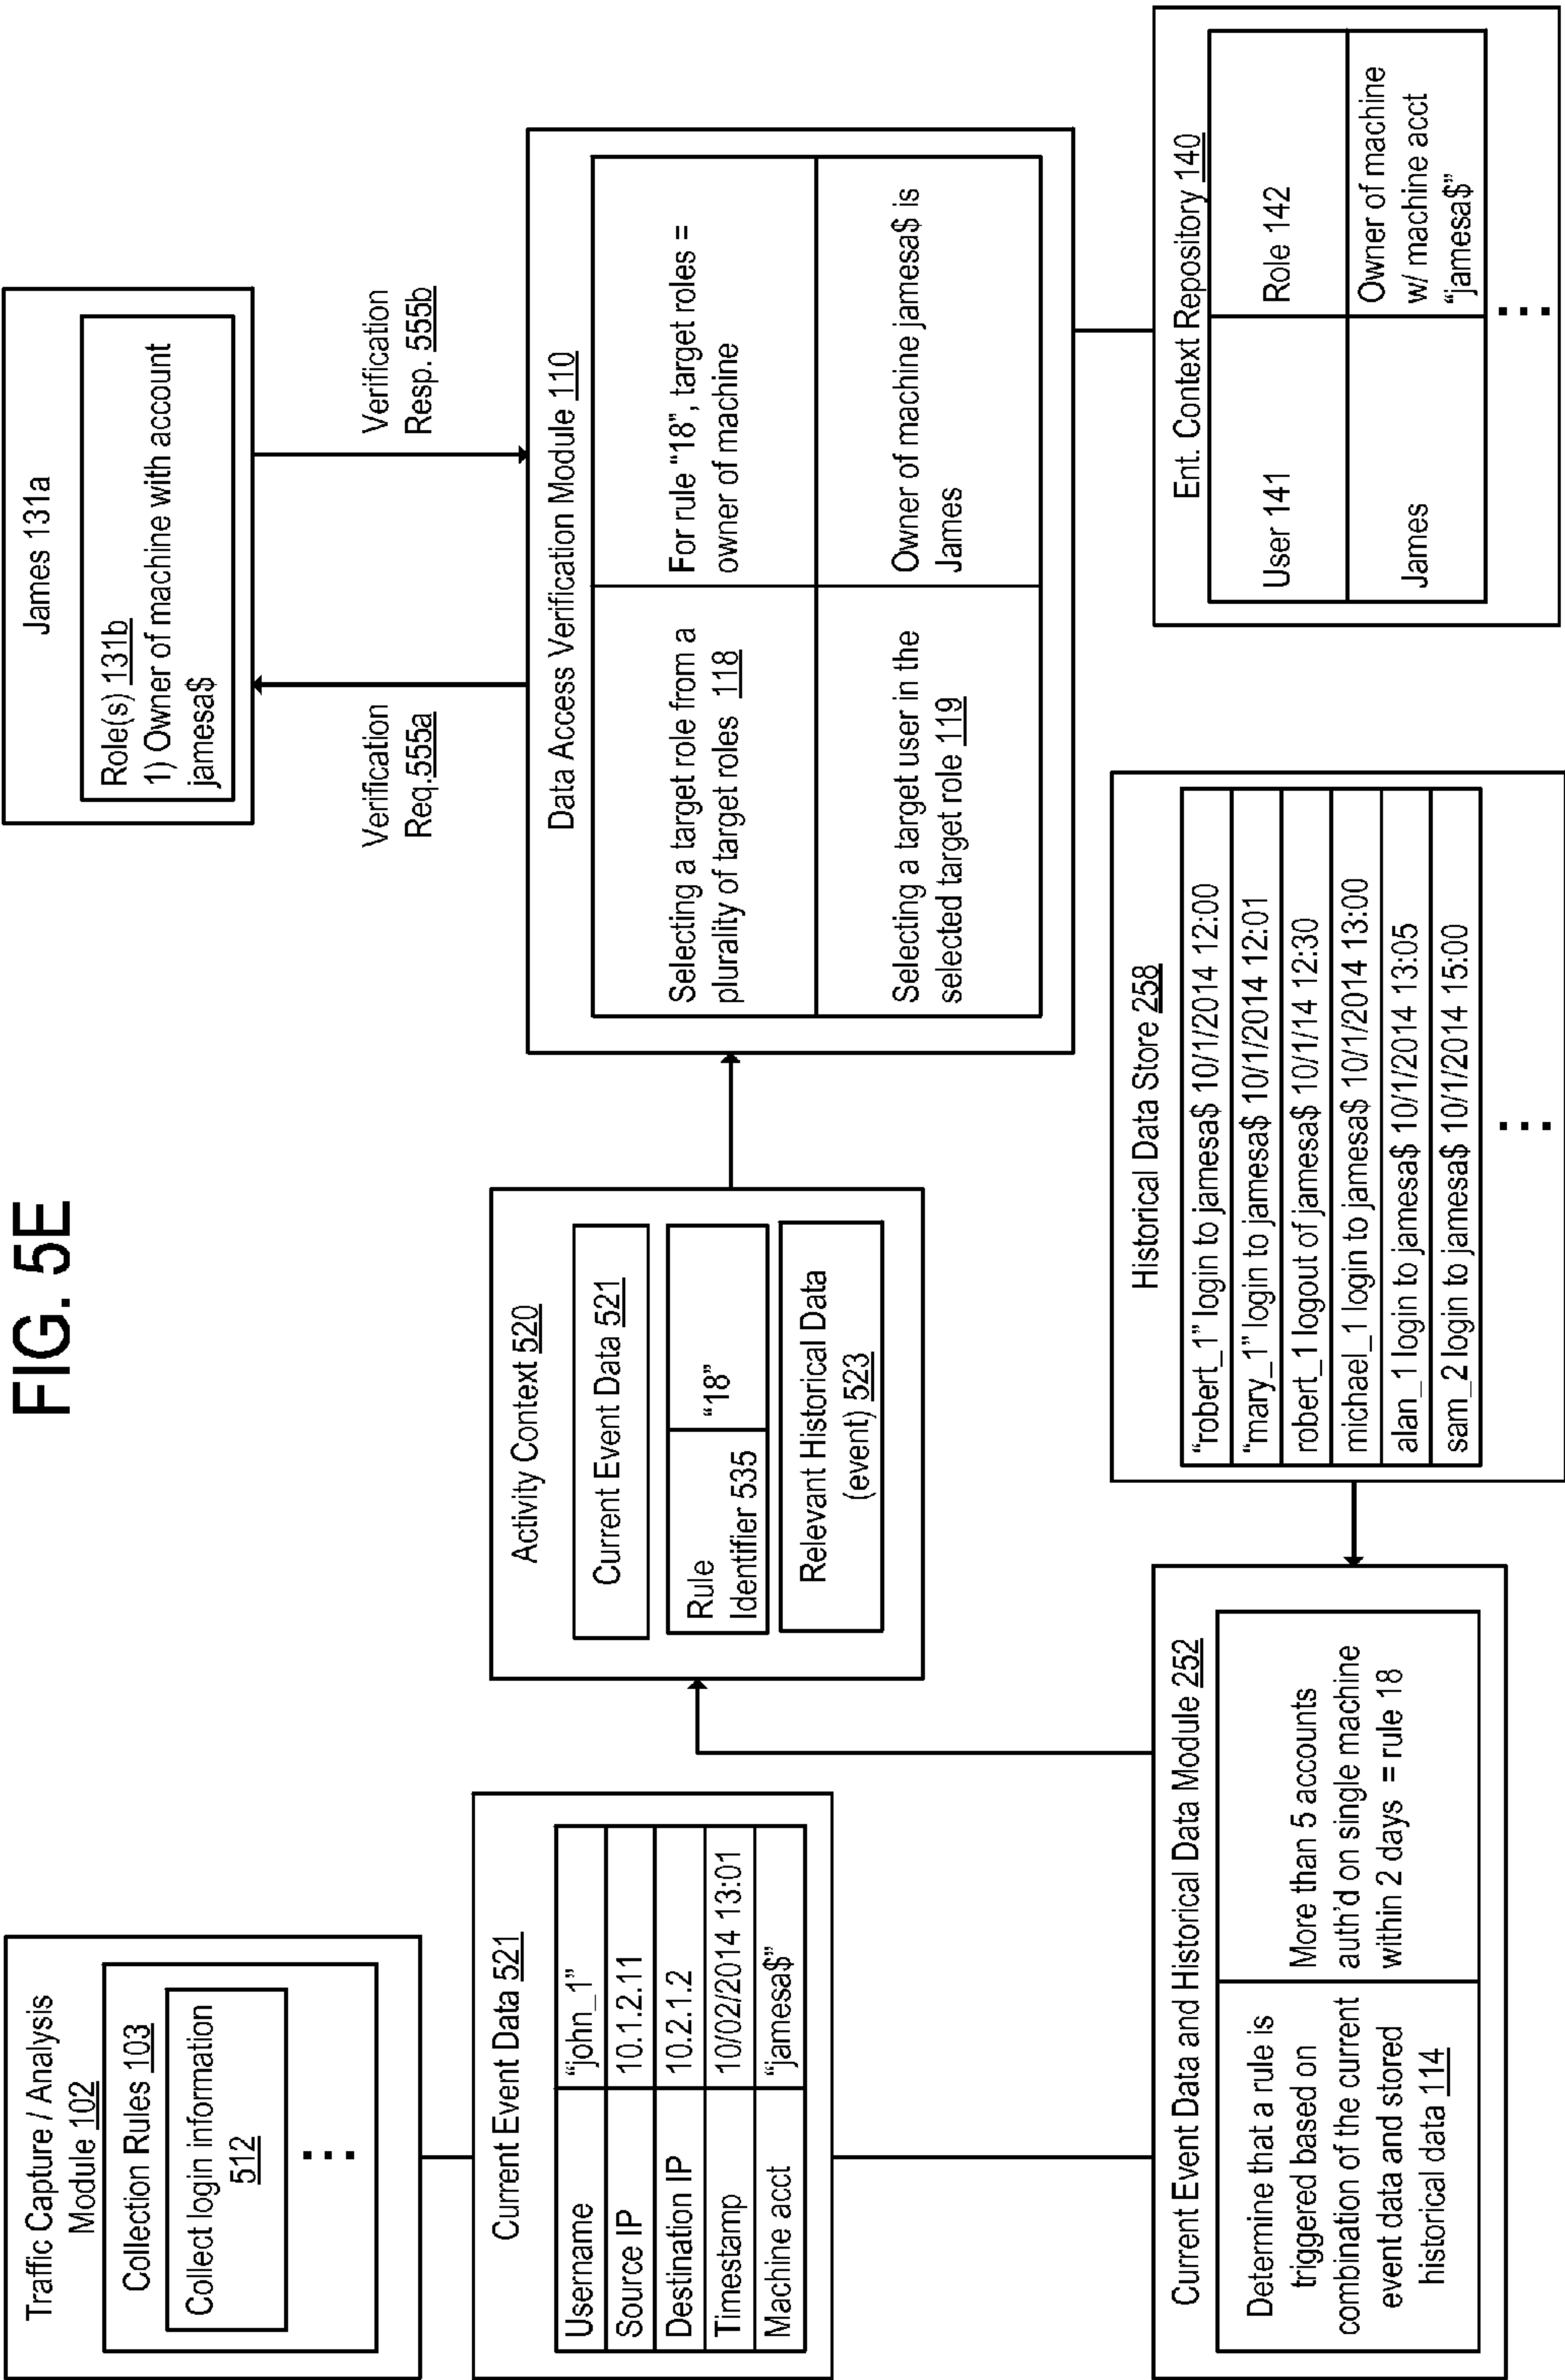 FIG. 5E
Traffic Capture / Analysis
Module 102
Collection Rules 103
Collect login information
512
Current Event Data 521
Username
“john_1”
Source IP
10.1.2.11
Destination IP
10.2.1.2
Timestamp
10/02/2014 13:01
Machine acct
“jamesa$”
Current Event Data and Historical Data Module 252
Determine that a rule is
triggered based on
combination of the current
event data and stored
historical data 114
More than 5 accounts
auth’d on single machine
within 2 days = rule 18
Activity Context 520
Current Event Data 521
Rule
Identifier 535
“18”
Relevant Historical Data
(event) 523
Historical Data Store 258
“robert_1” login to jamesa$ 10/1/2014 12:00
“mary_1” login to jamesa$ 10/1/2014 12:01
robert_1 logout of jamesa$ 10/1/14 12:30
michael_1 login to jamesa$ 10/1/2014 13:00
alan_1 login to jamesa$ 10/1/2014 13:05
sam_2 login to jamesa$ 10/1/2014 15:00
James 131a
Role(s) 131b
1) Owner of machine with account
jamesa$
Verification
Req.555a
Verification
Resp. 555b
Data Access Verification Module 110
Selecting a target role from a
plurality of target roles 118
For rule “18”, target roles =
owner of machine
Selecting a target user in the
selected target role 119
Owner of machine jamesa$ is
James
Ent. Context Repository 140
User 141
Role 142
James
Owner of machine
w/ machine acct
“jamesa$”